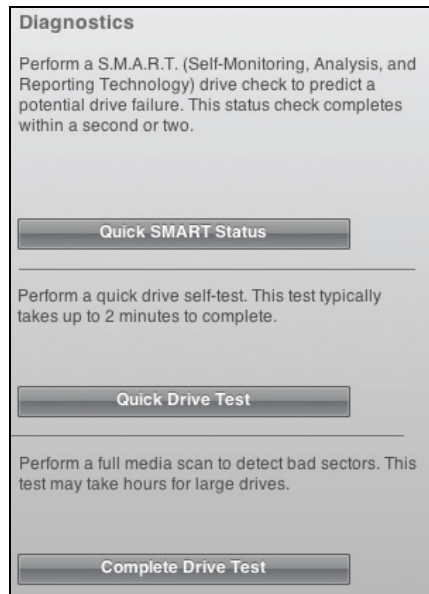 Diagnostics
Perform a S.M.A.R.T. (Self-Monitoring, Analysis, and
Reporting Technology) drive check to predict a
potential drive failure. This status check completes
within a second or two.
Quick SMART Status
Perform a quick drive self-test. This test typically
takes up to 2 minutes to complete.
Quick Drive Test
Perform a full media scan to detect bad sectors. This
test may take hours for large drives.
Complete Drive Test